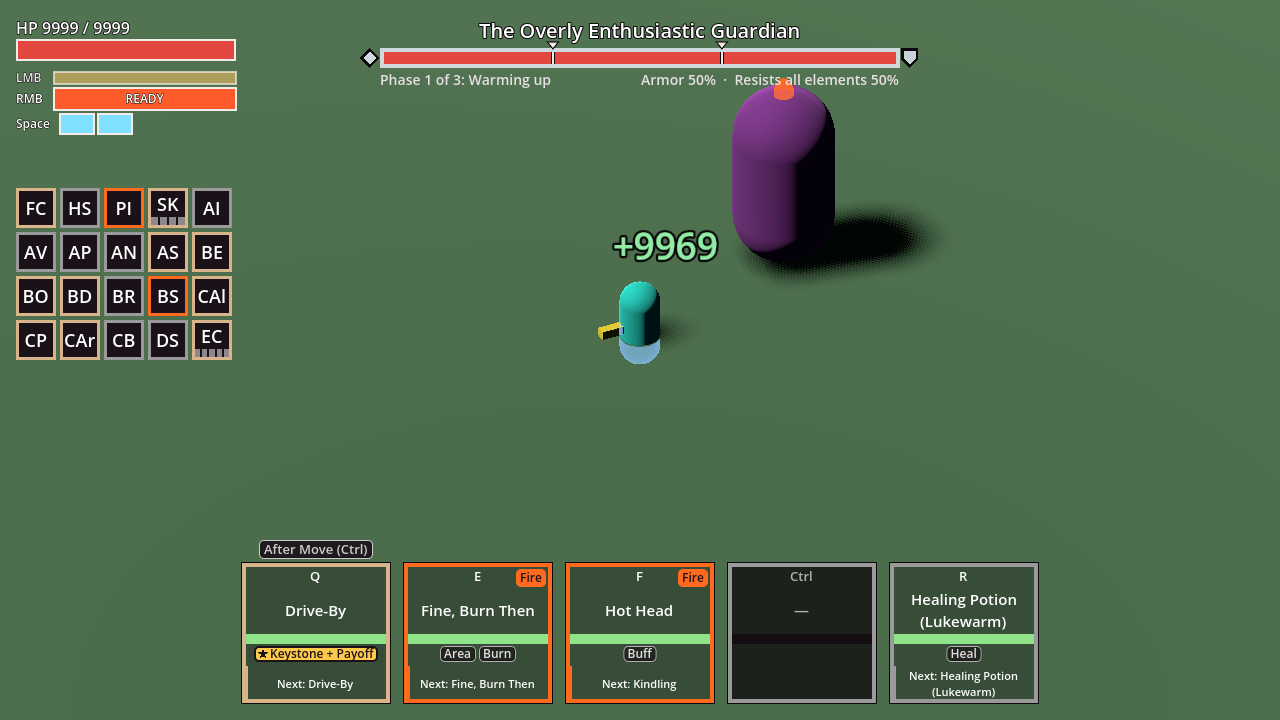 HP 9999 / 9999
LMB
RMB READY
Space
The Overly Enthusiastic Guardian
Phase 1 of 3: Warming up
Armor 50% · Resists all elements 50%
FC HS PI SK AI
AV AP AN AS BE
BO BD BR BS CAl
CP CAr CB DS EC
+9969
After Move (Ctrl)
Q
Drive-By
★Keystone + Payoff
Next: Drive-By
E Fire
Fine, Burn Then
Area Burn
Next: Fine, Burn Then
F Fire
Hot Head
Buff
Next: Kindling
Ctrl
—
R
Healing Potion
(Lukewarm)
Heal
Next: Healing Potion
(Lukewarm)